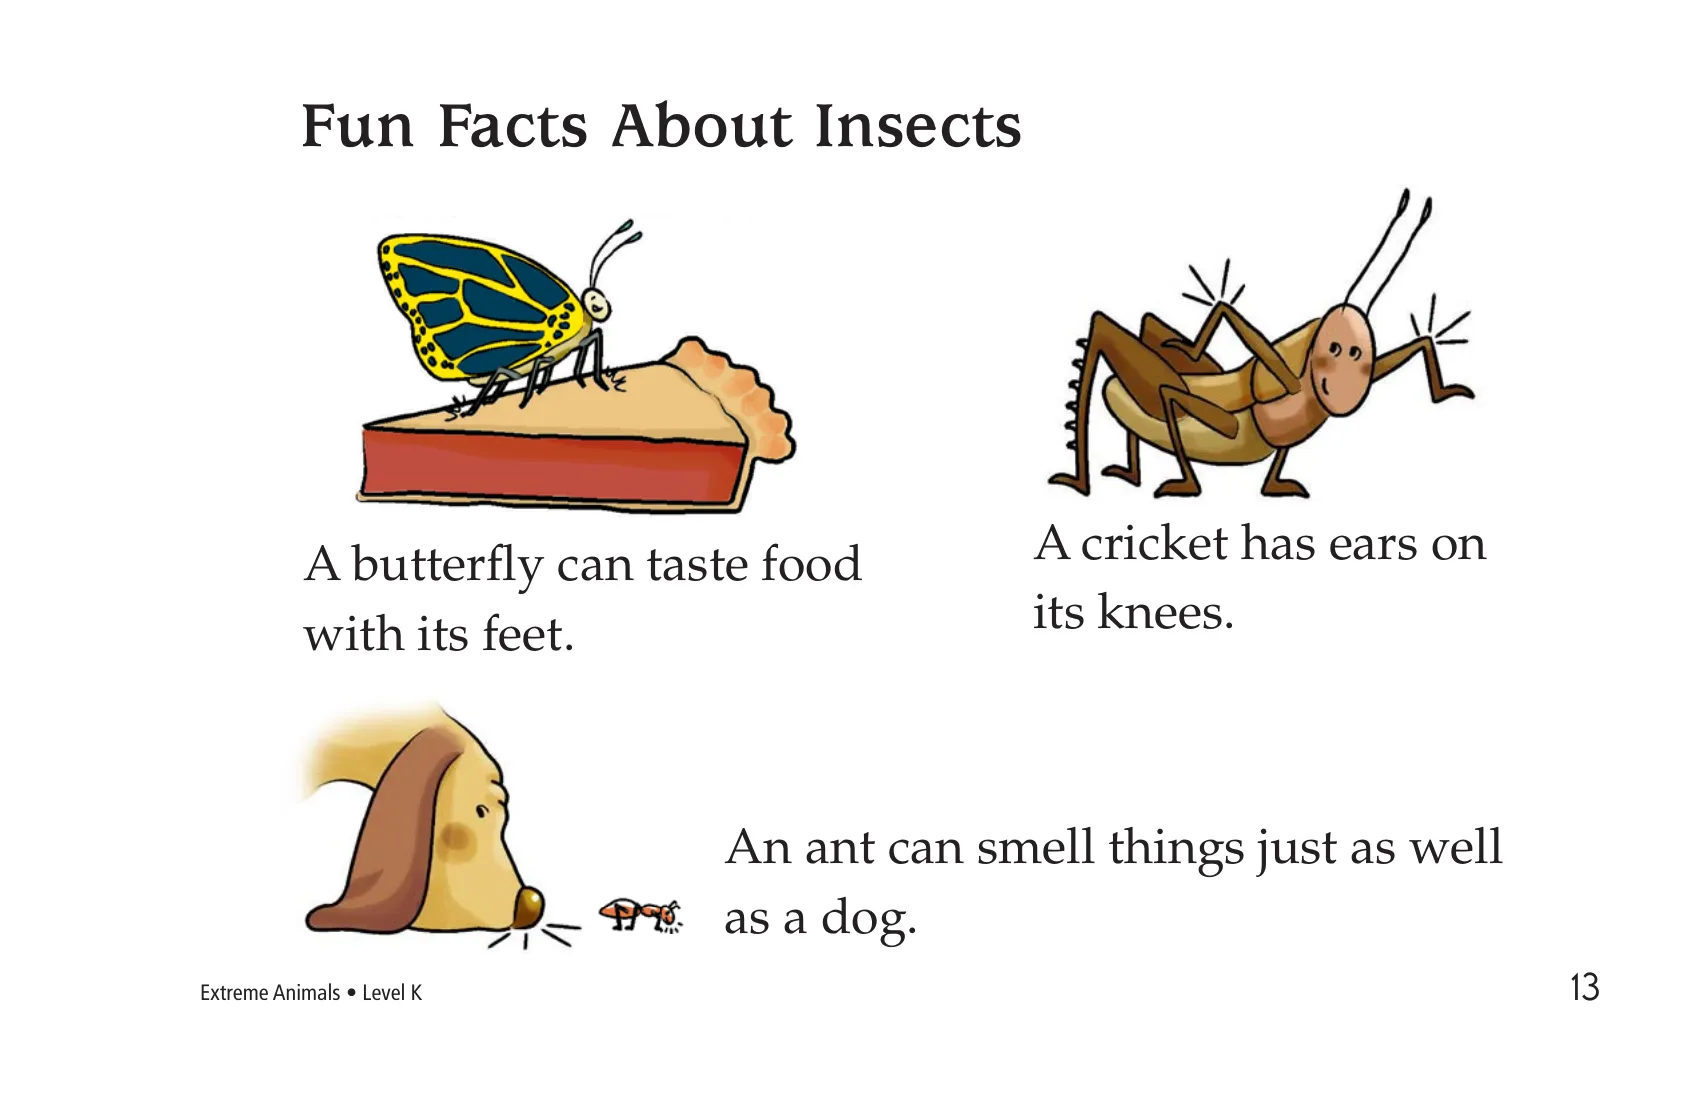 Fun Facts About Insects
A butterfly can taste food
with its feet.
A cricket has ears on
its knees.
An ant can smell things just as well
as a dog.
Extreme Animals • Level K
13